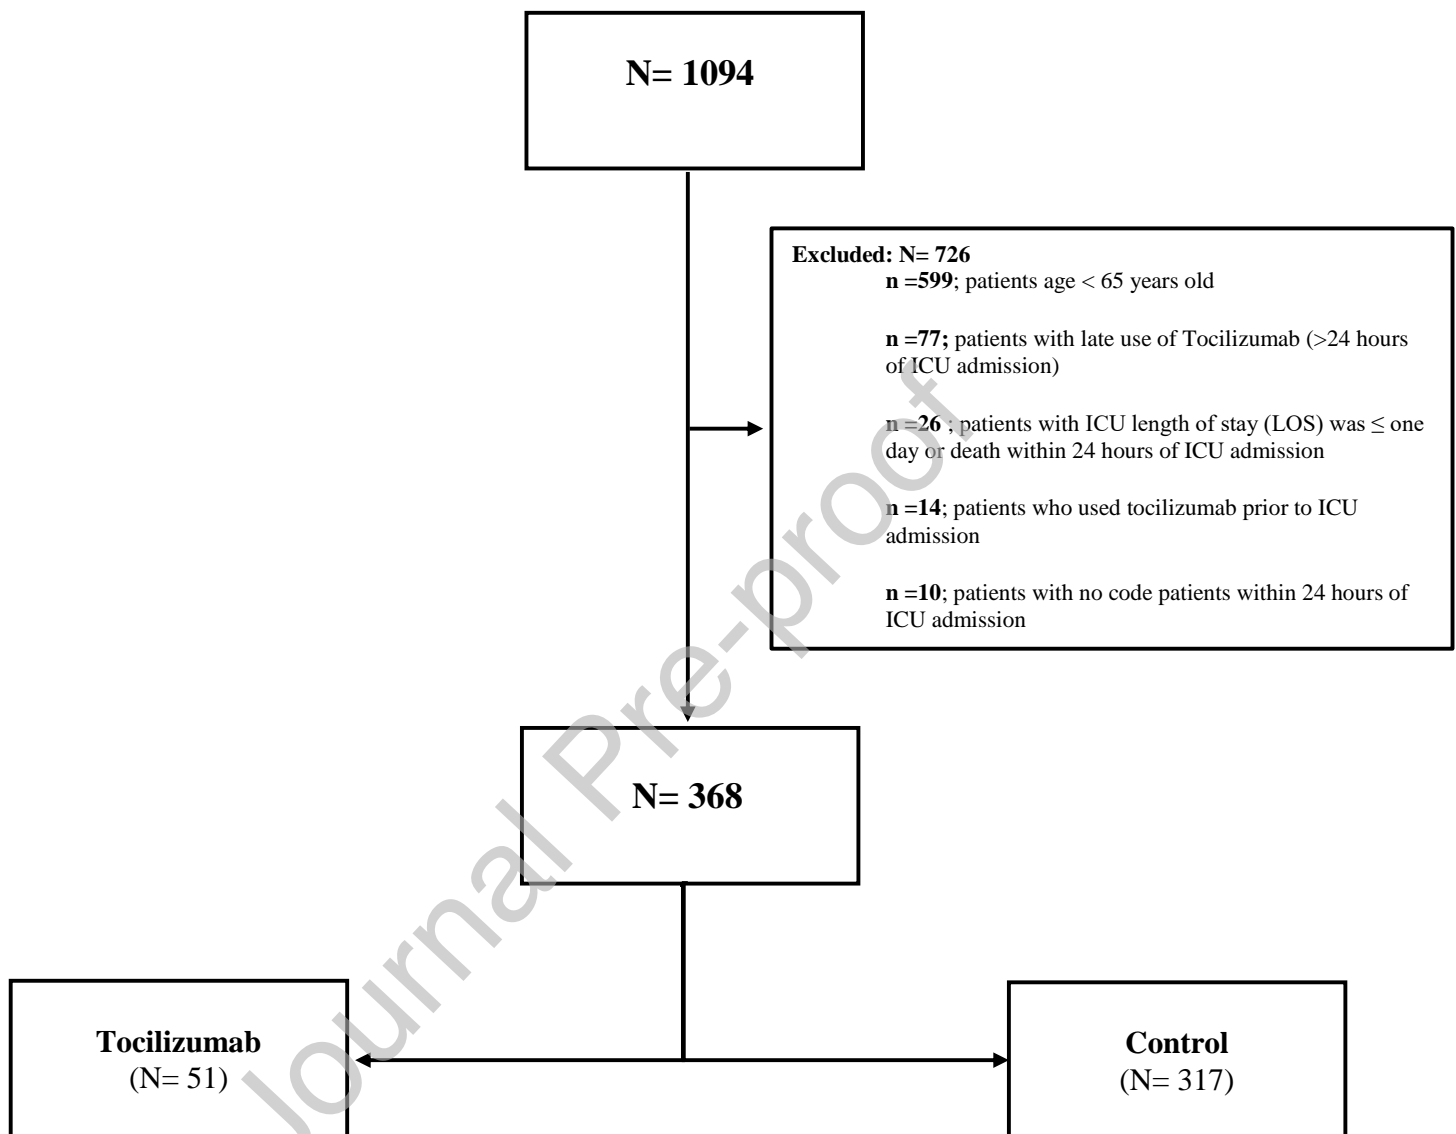 N= 1094
Excluded: N= 726
n =599; patients age < 65 years old
n =77; patients with late use of Tocilizumab (>24 hours
of ICU admission)
n =26 ; patients with ICU length of stay (LOS) was ≤ one
day or death within 24 hours of ICU admission
n =14; patients who used tocilizumab prior to ICU
admission
n =10; patients with no code patients within 24 hours of
ICU admission
N= 368
Tocilizumab
(N= 51)
Control
(N= 317)
Journal Pre-proof